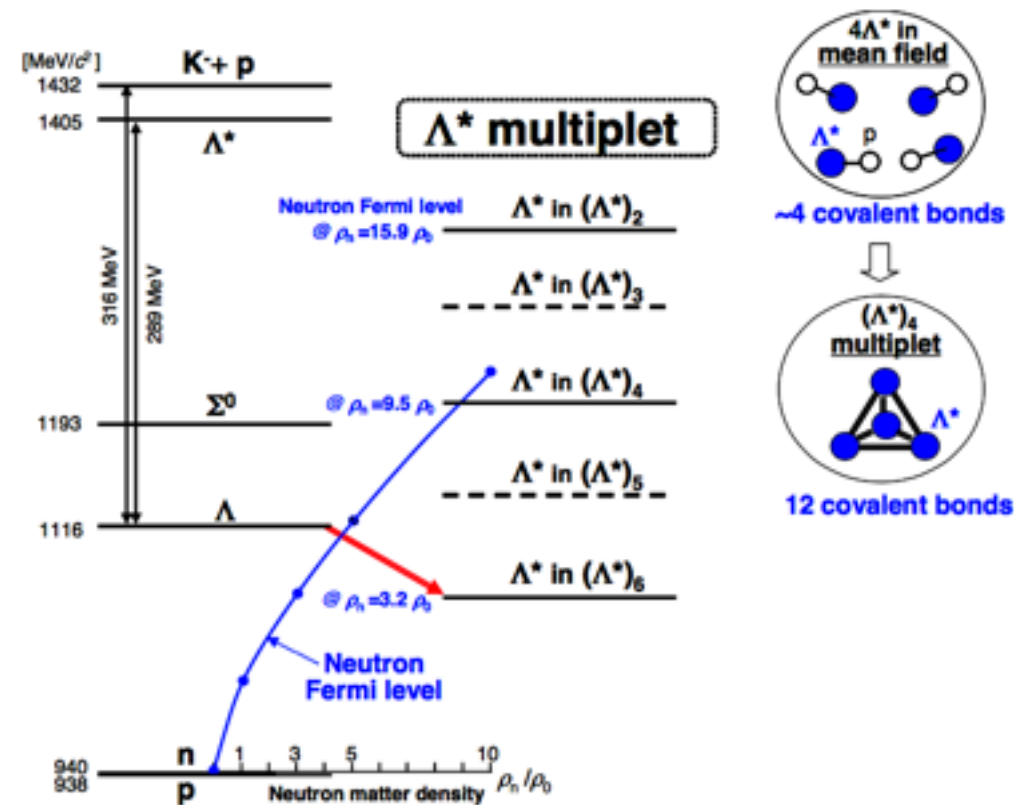 [MeV/c²]
K⁻+ p
1432
1405
Λ*
Λ* multiplet
316 MeV
289 MeV
Neutron Fermi level
@ ρₙ =15.9 ρ₀
Λ* in (Λ*)₂
Λ* in (Λ*)₃
@ ρₙ =9.5 ρ₀
Λ* in (Λ*)₄
Σ⁰
1193
Λ* in (Λ*)₅
Λ
1116
@ ρₙ =3.2 ρ₀
Λ* in (Λ*)₆
Neutron
Fermi level
n
940
938
p
1 3 5 10
ρₙ /ρ₀
Neutron matter density
4Λ* in
mean field
Λ* p
~4 covalent bonds
(Λ*)₄
multiplet
Λ*
12 covalent bonds